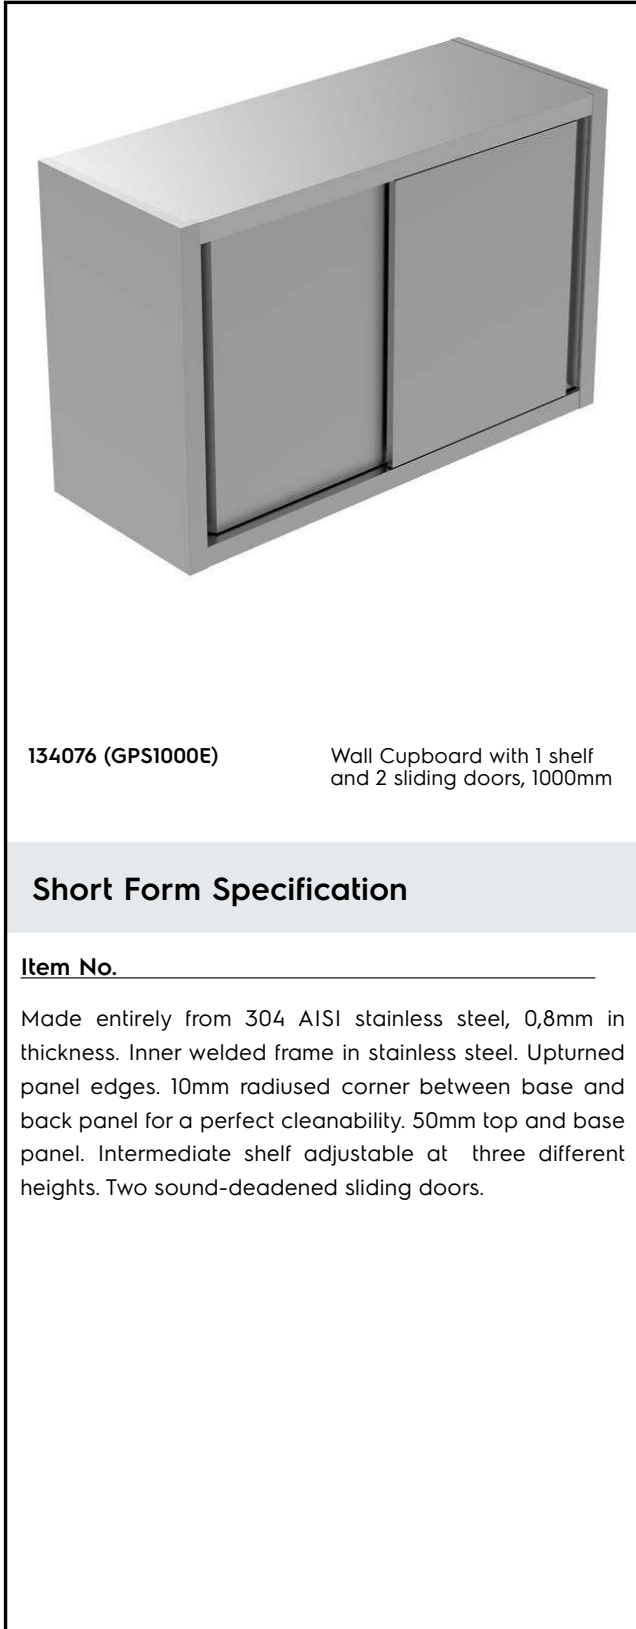 134076 (GPS1000E)
Wall Cupboard with 1 shelf
and 2 sliding doors, 1000mm
Short Form Specification
Item No.
Made entirely from 304 AISI stainless steel, 0,8mm in
thickness. Inner welded frame in stainless steel. Upturned
panel edges. 10mm radiused corner between base and
back panel for a perfect cleanability. 50mm top and base
panel. Intermediate shelf adjustable at three different
heights. Two sound-deadened sliding doors.